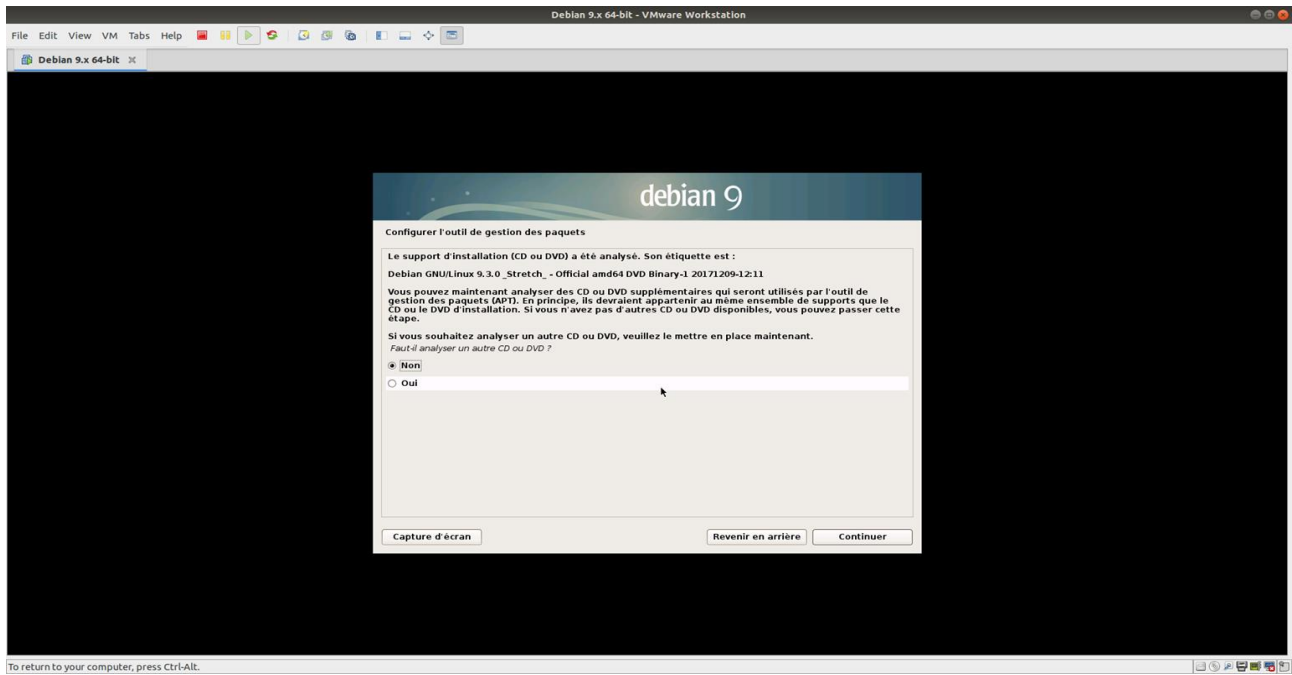 Debian 9.x 64-bit - VMware Workstation
File Edit View VM Tabs Help
Debian 9.x 64-bit
debian 9
Configurer l'outil de gestion des paquets
Le support d'installation (CD ou DVD) a été analysé. Son étiquette est :
Debian GNU/Linux 9.3.0 _Stretch_ - Official amd64 DVD Binary-1 20171209-12:11
Vous pouvez maintenant analyser des CD ou DVD supplémentaires qui seront utilisés par l'outil de
gestion des paquets (APT). En principe, ils devraient appartenir au même ensemble de supports que le
CD ou le DVD d'installation. Si vous n'avez pas d'autres CD ou DVD disponibles, vous pouvez passer cette
étape.
Si vous souhaitez analyser un autre CD ou DVD, veuillez le mettre en place maintenant.
Faut-il analyser un autre CD ou DVD ?
Non
Oui
Capture d'écran Revenir en arrière Continuer
To return to your computer, press Ctrl-Alt.